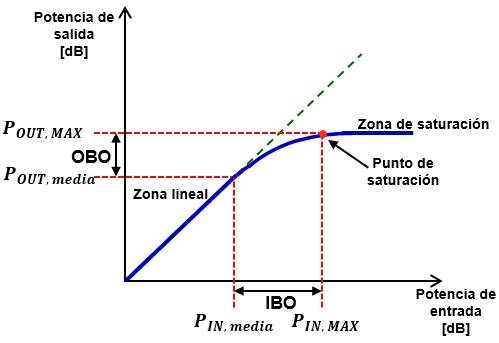 Potencia de
salida
[dB]
P_OUT,MAX
OBO
P_OUT,media
Zona de saturación
Punto de
saturación
Zona lineal
IBO
P_IN,media
P_IN,MAX
Potencia de
entrada
[dB]